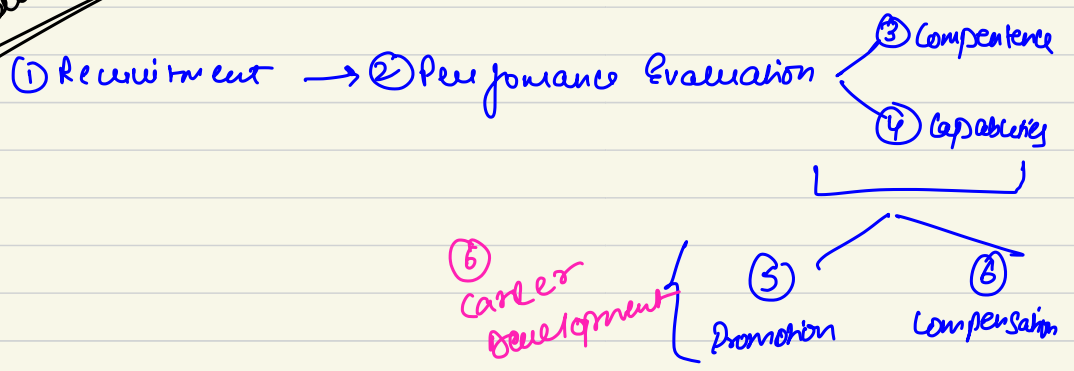 ③ Compentence
① Recruitment → ② Performance Evaluation
④ Capabilities
⑥
Career
Development
⑤ ⑥
Promotion Compensation